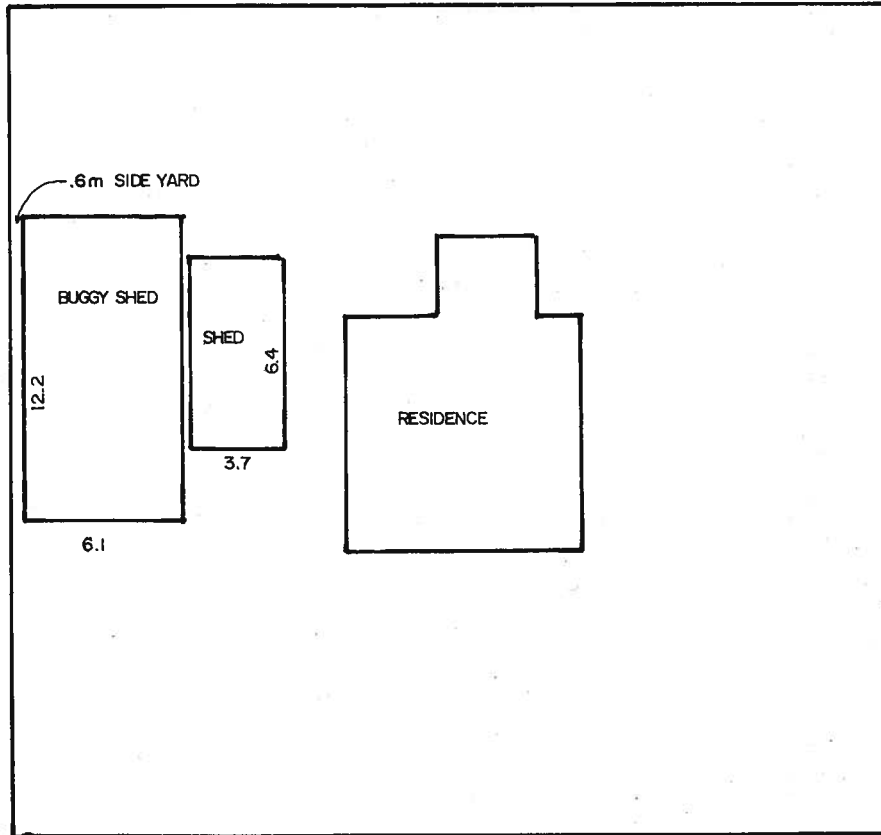 .6m SIDE YARD
BUGGY SHED
SHED
6.4
12.2
RESIDENCE
3.7
6.1